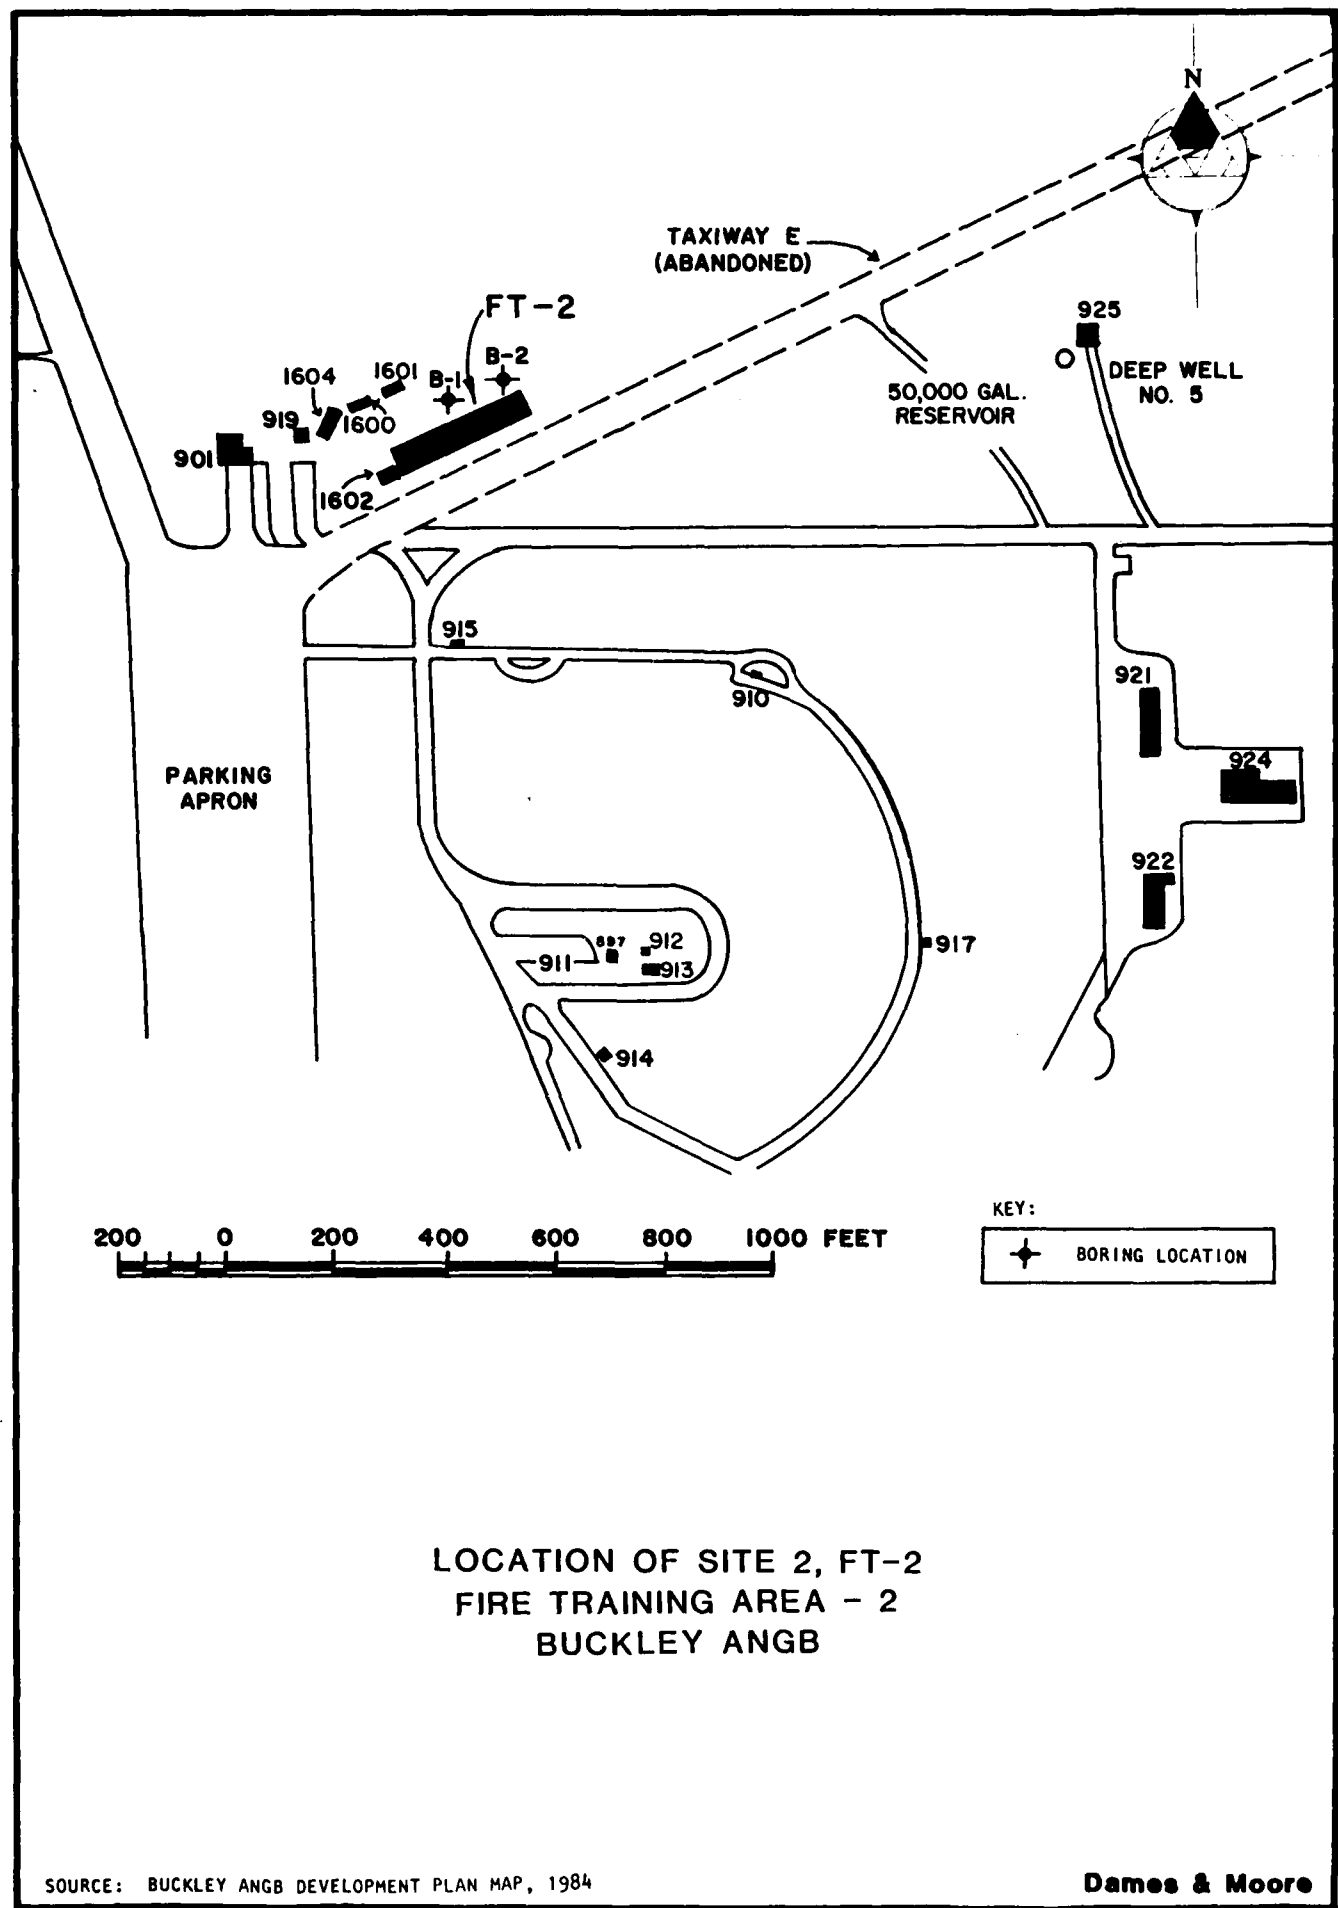 N
TAXIWAY E
(ABANDONED)
FT-2
925
B-2
1604
1601
B-1
DEEP WELL
NO. 5
50,000 GAL.
RESERVOIR
919
1600
901
1602
915
921
910
924
PARKING
APRON
922
897
912
917
911
913
914
KEY:
200 0 200 400 600 800 1000 FEET
BORING LOCATION
LOCATION OF SITE 2, FT-2
FIRE TRAINING AREA - 2
BUCKLEY ANGB
SOURCE: BUCKLEY ANGB DEVELOPMENT PLAN MAP, 1984
Dames & Moore